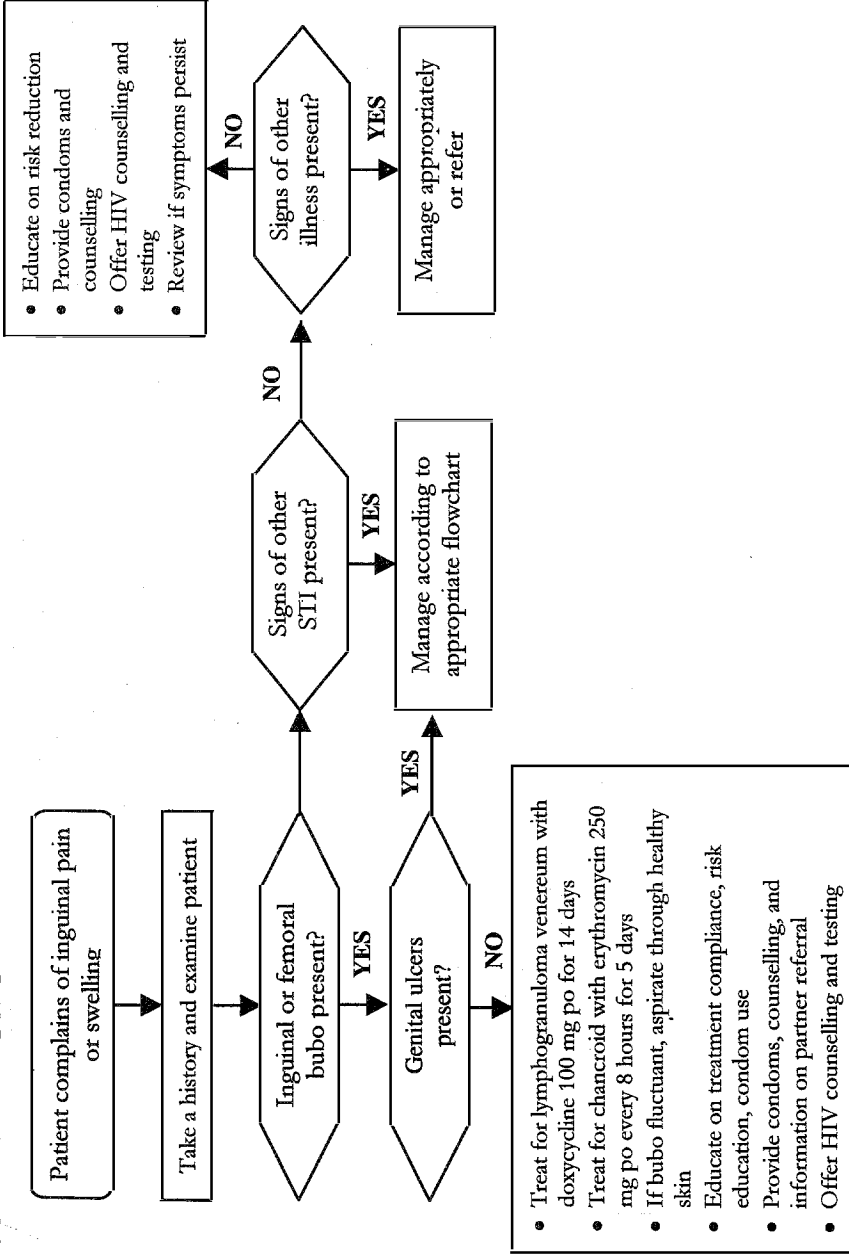 Patient complains of inguinal pain
or swelling
Take a history and examine patient
Inguinal or femoral
bubo present?
YES
Genital ulcers
present?
YES
NO
• Treat for lymphogranuloma venereum with
doxycycline 100 mg po for 14 days
• Treat for chancroid with erythromycin 250
mg po every 8 hours for 5 days
• If bubo fluctuant, aspirate through healthy
skin
• Educate on treatment compliance, risk
education, condom use
• Provide condoms, counselling, and
information on partner referral
• Offer HIV counselling and testing
Signs of other
STI present?
NO
YES
Manage according to
appropriate flowchart
Signs of other
illness present?
NO
YES
Manage appropriately
or refer
• Educate on risk reduction
• Provide condoms and
counselling
• Offer HIV counselling and
testing
• Review if symptoms persist